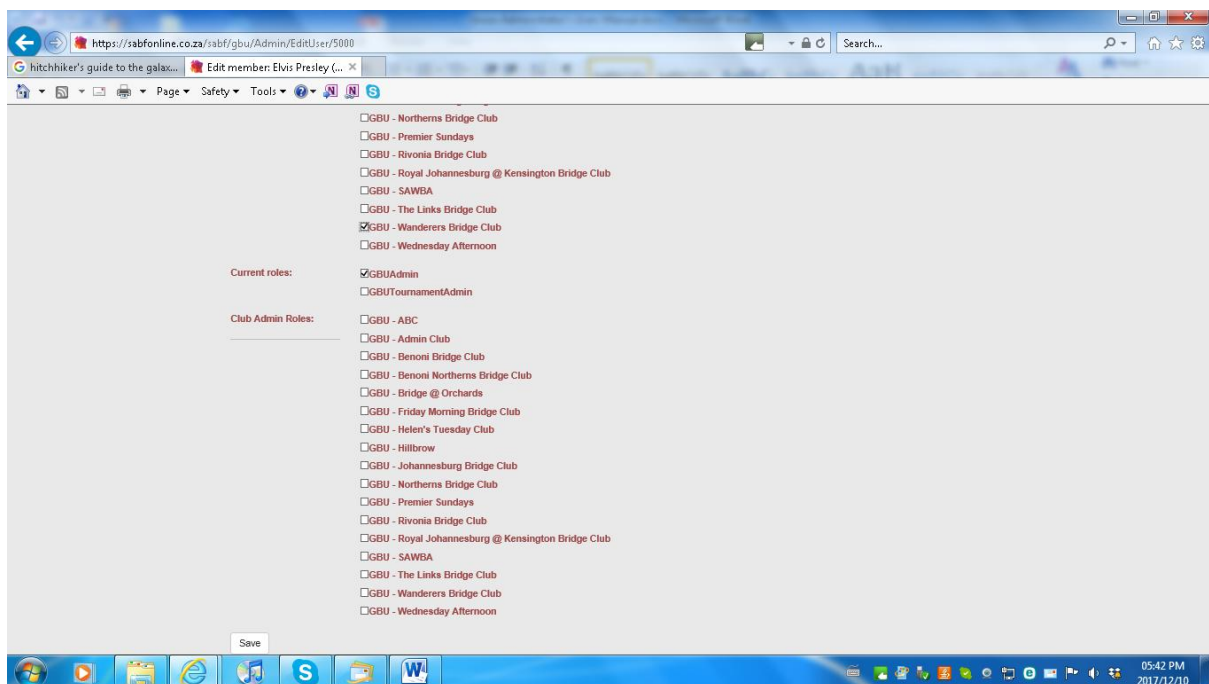 https://sabfonline.co.za/sabf/gbu/Admin/EditUser/5000
Search...
hitchhiker's guide to the galax...
Edit member: Elvis Presley (...
Page Safety Tools
GBU - Northerns Bridge Club
GBU - Premier Sundays
GBU - Rivonia Bridge Club
GBU - Royal Johannesburg @ Kensington Bridge Club
GBU - SAWBA
GBU - The Links Bridge Club
GBU - Wanderers Bridge Club
GBU - Wednesday Afternoon
Current roles:
GBUAdmin
GBUTournamentAdmin
Club Admin Roles:
GBU - ABC
GBU - Admin Club
GBU - Benoni Bridge Club
GBU - Benoni Northerns Bridge Club
GBU - Bridge @ Orchards
GBU - Friday Morning Bridge Club
GBU - Helen's Tuesday Club
GBU - Hillbrow
GBU - Johannesburg Bridge Club
GBU - Northerns Bridge Club
GBU - Premier Sundays
GBU - Rivonia Bridge Club
GBU - Royal Johannesburg @ Kensington Bridge Club
GBU - SAWBA
GBU - The Links Bridge Club
GBU - Wanderers Bridge Club
GBU - Wednesday Afternoon
Save
05:42 PM
2017/12/10